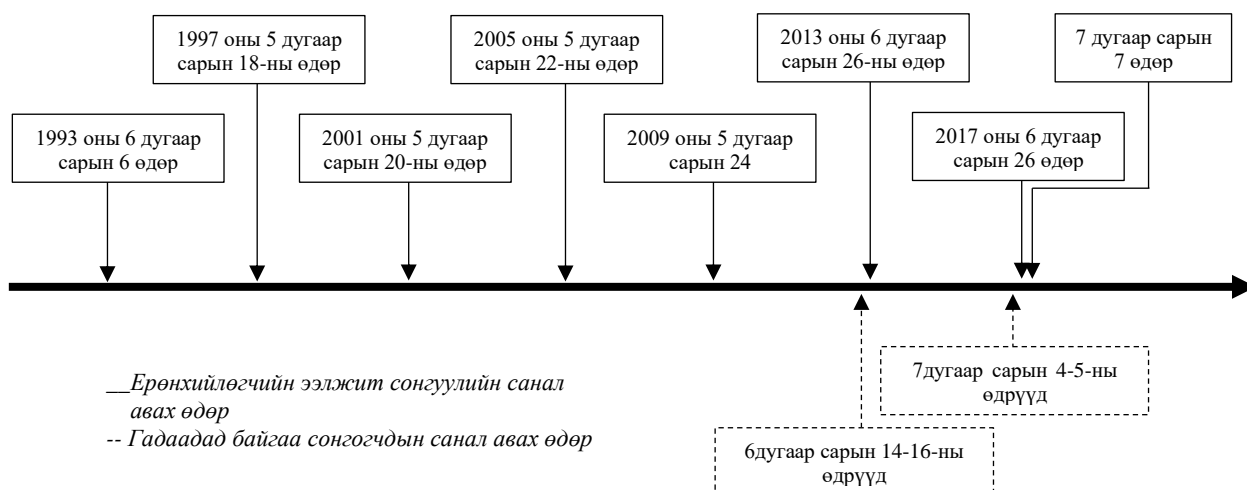 1997 оны 5 дугаар
сарын 18-ны өдөр
2005 оны 5 дугаар
сарын 22-ны өдөр
2013 оны 6 дугаар
сарын 26-ны өдөр
7 дугаар сарын
7 өдөр
1993 оны 6 дугаар
сарын 6 өдөр
2001 оны 5 дугаар
сарын 20-ны өдөр
2009 оны 5 дугаар
сарын 24
2017 оны 6 дугаар
сарын 26 өдөр
__Ерөнхийлөгчийн ээлжит сонгуулийн санал
авах өдөр
-- Гадаадад байгаа сонгогчдын санал авах өдөр
7дугаар сарын 4-5-ны
өдрүүд
6дугаар сарын 14-16-ны
өдрүүд